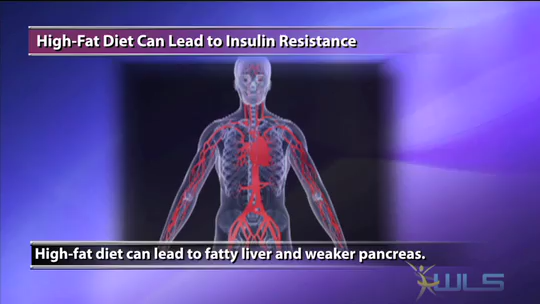 High-Fat Diet Can Lead to Insulin Resistance
High-fat diet can lead to fatty liver and weaker pancreas.
WLS